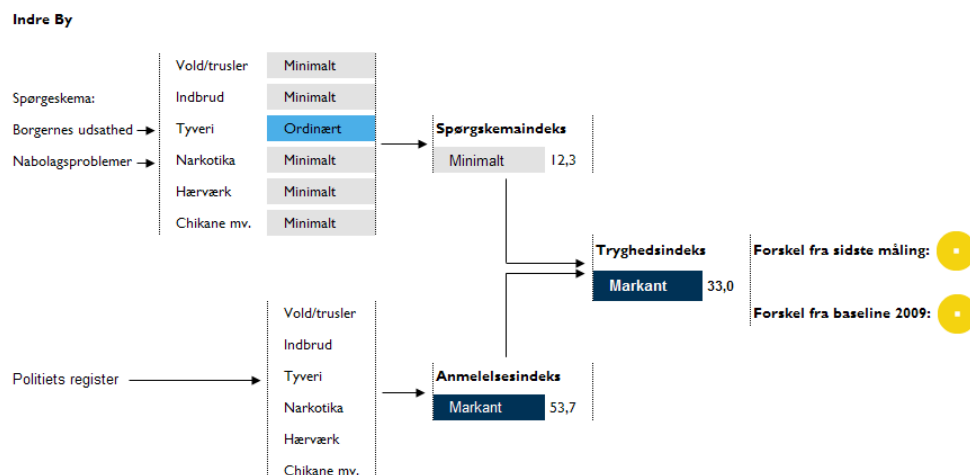 Indre By
Spørgeskema:
Borgernes udsathed
Nabolagsproblemer
Vold/trusler Minimalt
Indbrud Minimalt
Tyveri Ordinært
Narkotika Minimalt
Hærværk Minimalt
Chikane mv. Minimalt
Spørgskemaindeks
Minimalt 12,3
Tryghedsindeks
Markant 33,0
Forskel fra sidste måling:
Forskel fra baseline 2009:
Politiets register
Vold/trusler
Indbrud
Tyveri
Narkotika
Hærværk
Chikane mv.
Anmelelsesindeks
Markant 53,7